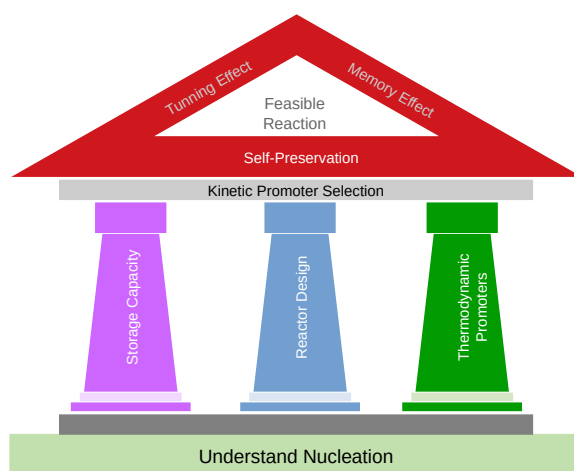 Tunning Effect
Memory Effect
Feasible
Reaction
Self-Preservation
Kinetic Promoter Selection
Storage Capacity
Reactor Design
Thermodynamic
Promoters
Understand Nucleation